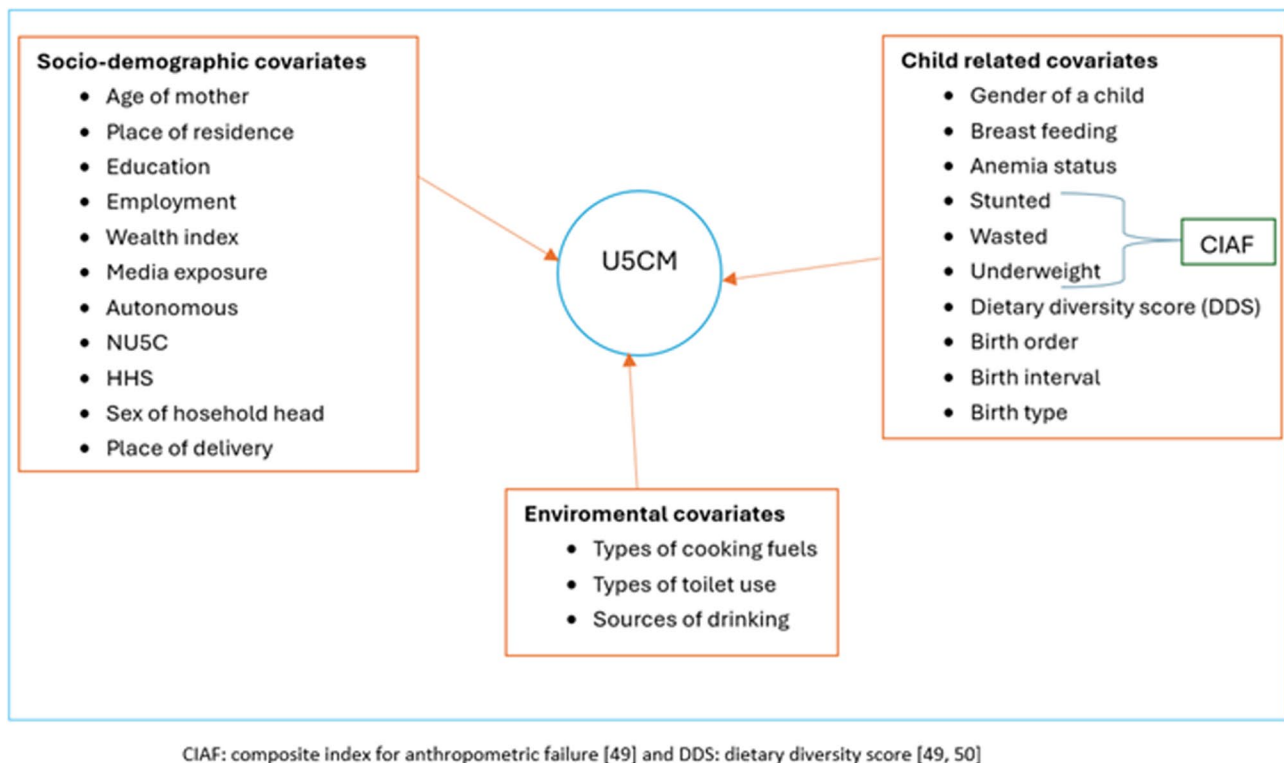 Socio-demographic covariates
• Age of mother
• Place of residence
• Education
• Employment
• Wealth index
• Media exposure
• Autonomous
• NU5C
• HHS
• Sex of hosehold head
• Place of delivery
U5CM
Child related covariates
• Gender of a child
• Breast feeding
• Anemia status
• Stunted
• Wasted
• Underweight
CIAF
• Dietary diversity score (DDS)
• Birth order
• Birth interval
• Birth type
Enviromental covariates
• Types of cooking fuels
• Types of toilet use
• Sources of drinking
CIAF: composite index for anthropometric failure [49] and DDS: dietary diversity score [49, 50]